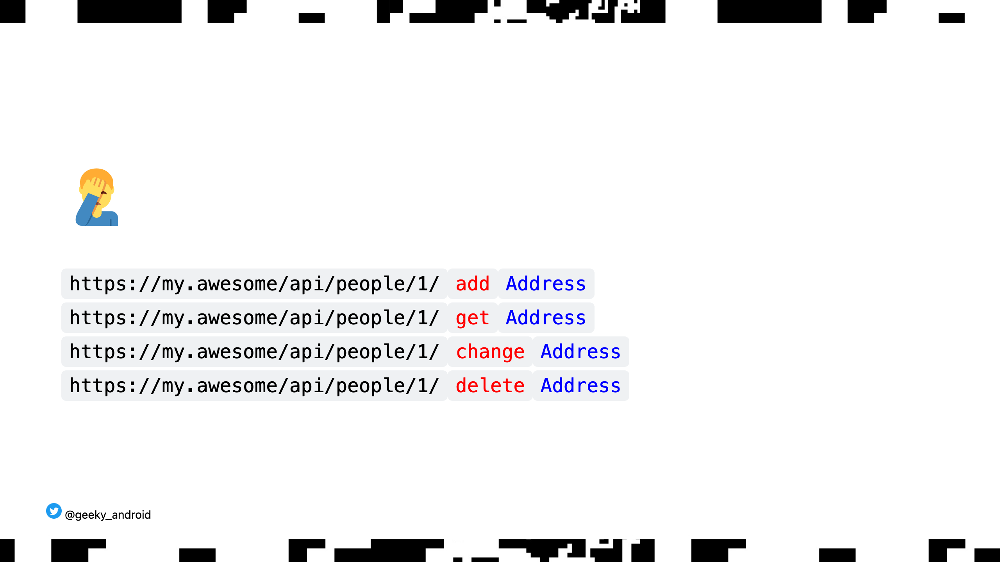 https://my.awesome/api/people/1/ add Address
https://my.awesome/api/people/1/ get Address
https://my.awesome/api/people/1/ change Address
https://my.awesome/api/people/1/ delete Address
@geeky_android